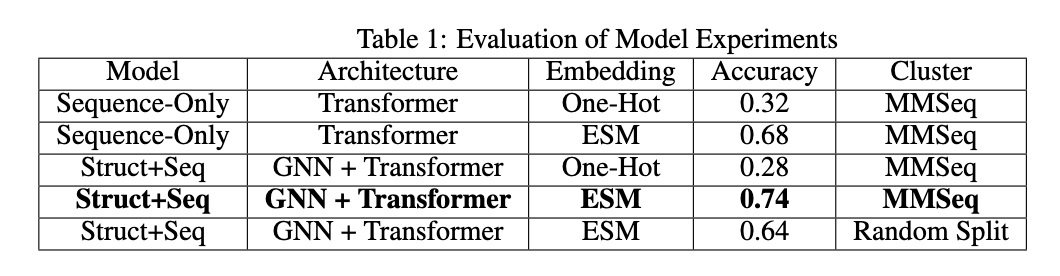 Table 1: Evaluation of Model Experiments
Model Architecture Embedding Accuracy Cluster
Sequence-Only Transformer One-Hot 0.32 MMSeq
Sequence-Only Transformer ESM 0.68 MMSeq
Struct+Seq GNN + Transformer One-Hot 0.28 MMSeq
Struct+Seq GNN + Transformer ESM 0.74 MMSeq
Struct+Seq GNN + Transformer ESM 0.64 Random Split